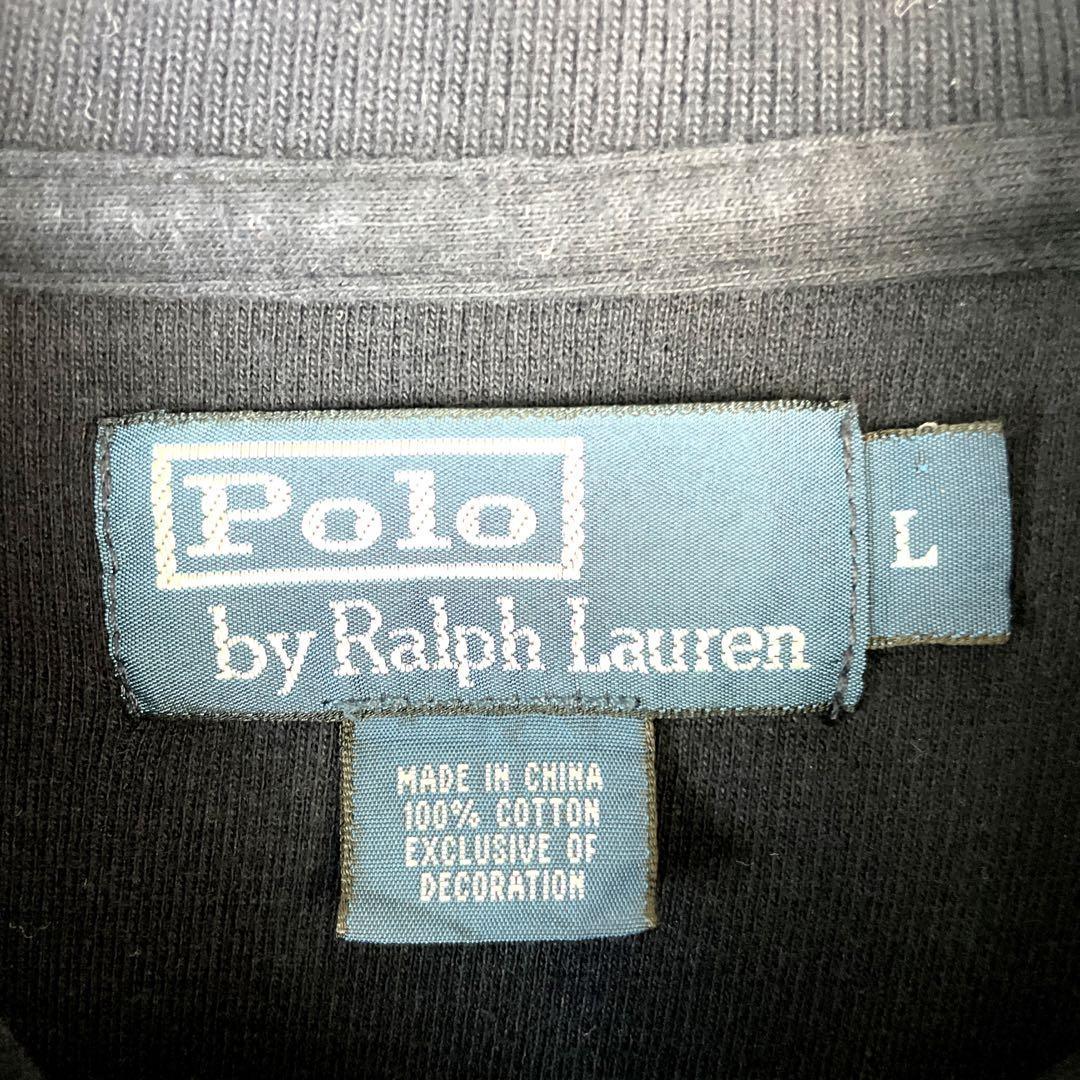 Polo
by Ralph Lauren
L
MADE IN CHINA
100% COTTON
EXCLUSIVE OF
DECORATION